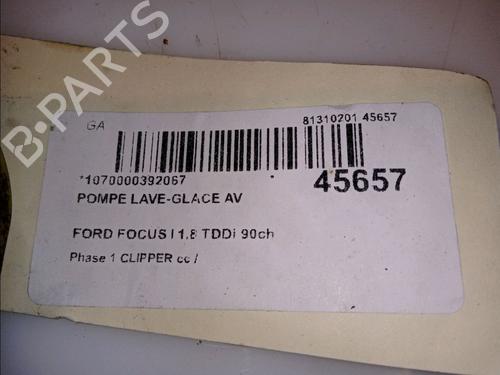 B-PARTS
GA
81310201 45657
*1070000392067
45657
POMPE LAVE-GLACE AV
FORD FOCUS I 1.8 TDDi 90ch
Phase 1 CLIPPER cc /